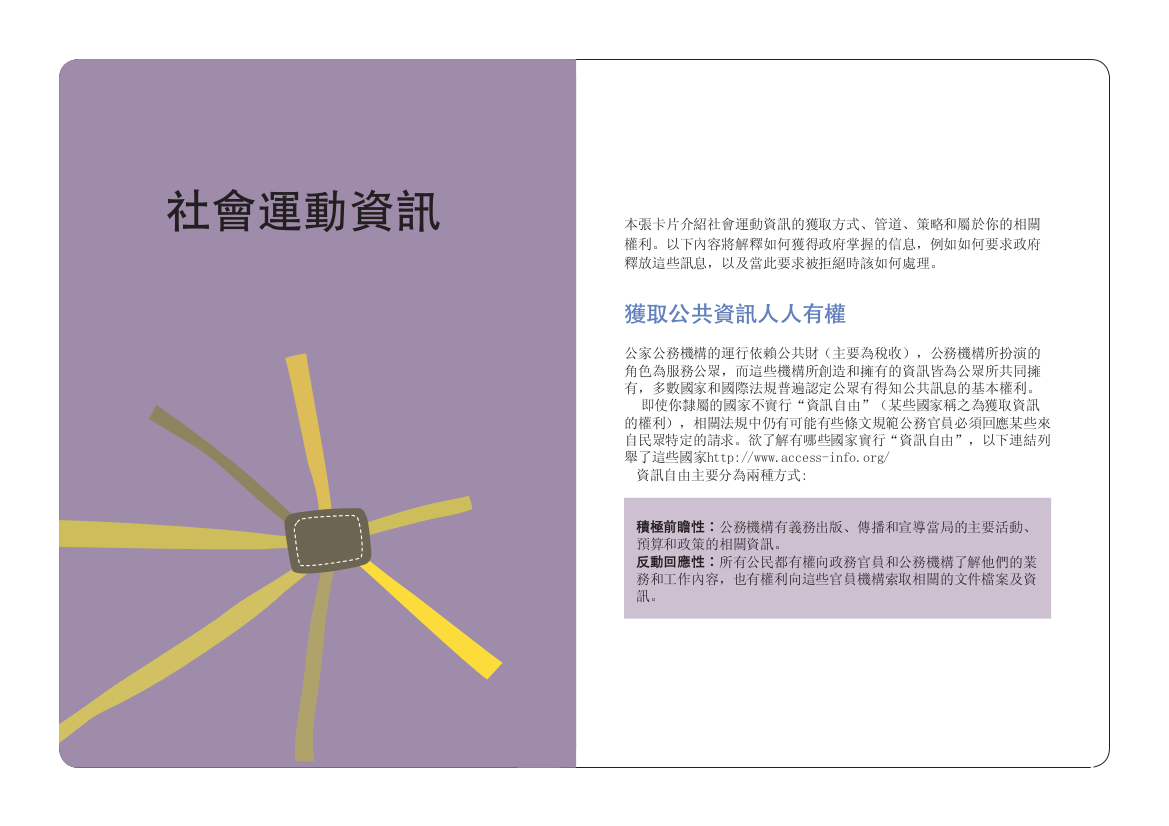 社會運動資訊
本張卡片介紹社會運動資訊的獲取方式、管道、策略和屬於你的相關
權利。以下內容將解釋如何獲得政府掌握的信息，例如如何要求政府
釋放這些訊息，以及當此要求被拒絕時該如何處理。
獲取公共資訊人人有權
公家公務機構的運行依賴公共財（主要為稅收），公務機構所扮演的
角色為服務公眾，而這些機構所創造和擁有的資訊皆為公眾所共同擁
有，多數國家和國際法規普遍認定公眾有得知公共訊息的基本權利。
即使你隸屬的國家不實行“資訊自由”（某些國家稱之為獲取資訊
的權利），相關法規中仍有可能有些條文規範公務官員必須回應某些來
自民眾特定的請求。欲了解有哪些國家實行“資訊自由”，以下連結列
舉了這些國家http://www.access-info.org/
資訊自由主要分為兩種方式:
積極前瞻性：公務機構有義務出版、傳播和宣導當局的主要活動、
預算和政策的相關資訊。
反動回應性：所有公民都有權向政務官員和公務機構了解他們的業
務和工作內容，也有權利向這些官員機構索取相關的文件檔案及資
訊。